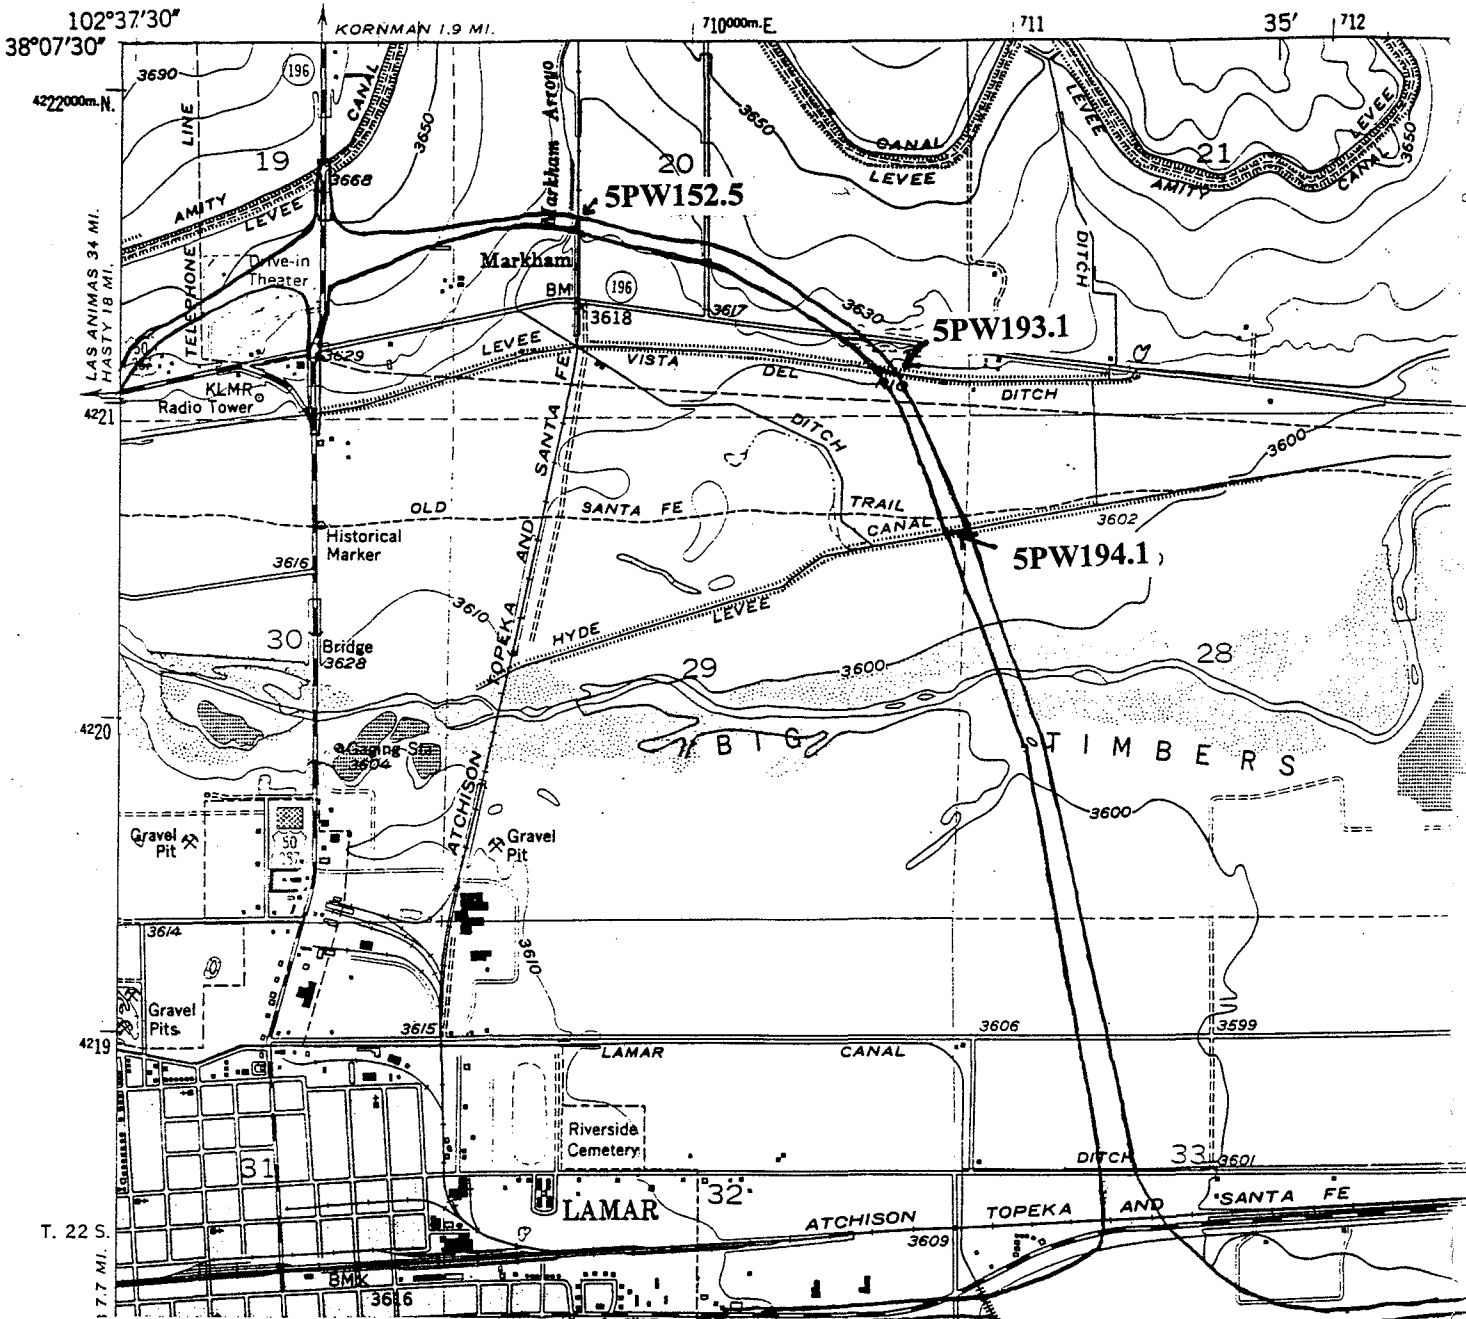 102°37'30"
KORNMAN 1.9 MI.
710000m.E.
711
35'
712
38°07'30"
3690
196
CANAL
3650
Markham Arroyo
3650
LEVEE
LEVEE
3650
4222000m.N.
LINE
19
20
CANAL
LEVEE
21
AMITY
CANAL
3668
AMITY
LEVEE
5PW152.5
LAS ANIMAS 34 MI.
HASTY 18 MI.
TELEPHONE
Drive-in
Theater
Markham
DITCH
BM
196
3618
3617
3630
5PW193.1
50
3629
LEVEE
VISTA
DEL
DITCH
KLMR
Radio Tower
4221
SANTA FE
DITCH
3600
OLD
SANTA FE
TRAIL
CANAL
3602
Historical
Marker
AND
5PW194.1
3616
3610
TOPEKA
HYDE
LEVEE
30
Bridge
3628
29
3600
28
4220
BIG
TIMBERS
Gaging Sta
3604
ATCHISON
3600
Gravel
Pit
50
287
Gravel
Pit
3614
3610
Gravel
Pits
3615
3606
3599
4219
LAMAR
CANAL
Riverside
Cemetery
31
DITCH
33
3601
32
LAMAR
T. 22 S.
ATCHISON
TOPEKA
AND
SANTA FE
3609
7.7 MI.
BMX
3616